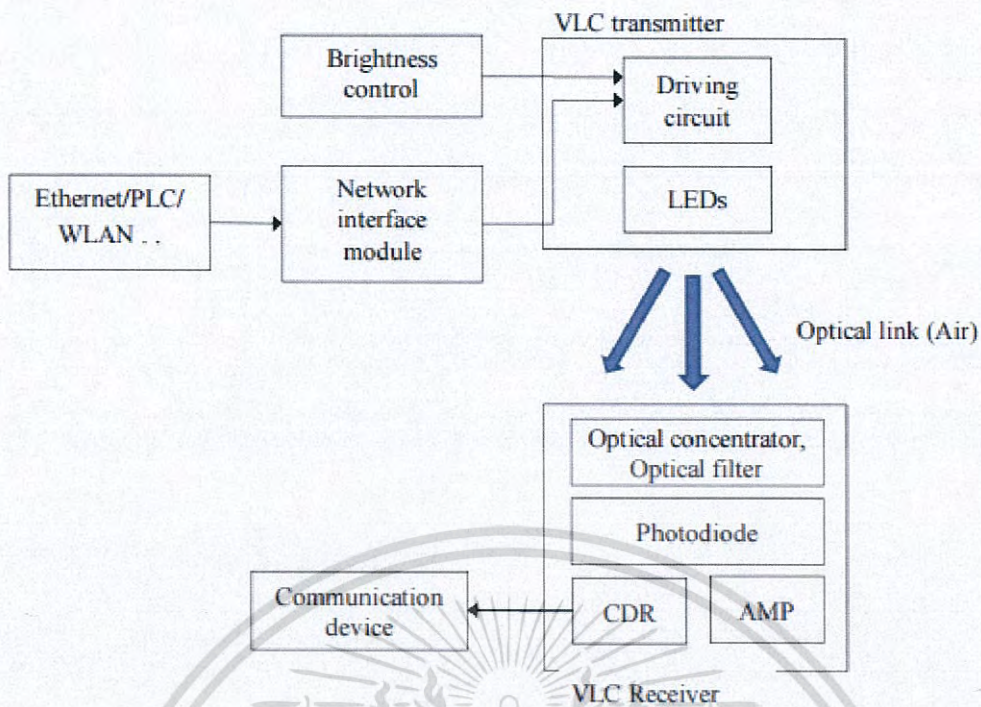 VLC transmitter
Brightness
control
Driving
circuit
Ethernet/PLC/
WLAN . .
Network
interface
module
LEDs
Optical link (Air)
Optical concentrator,
Optical filter
Photodiode
Communication
device
CDR
AMP
VLC Receiver